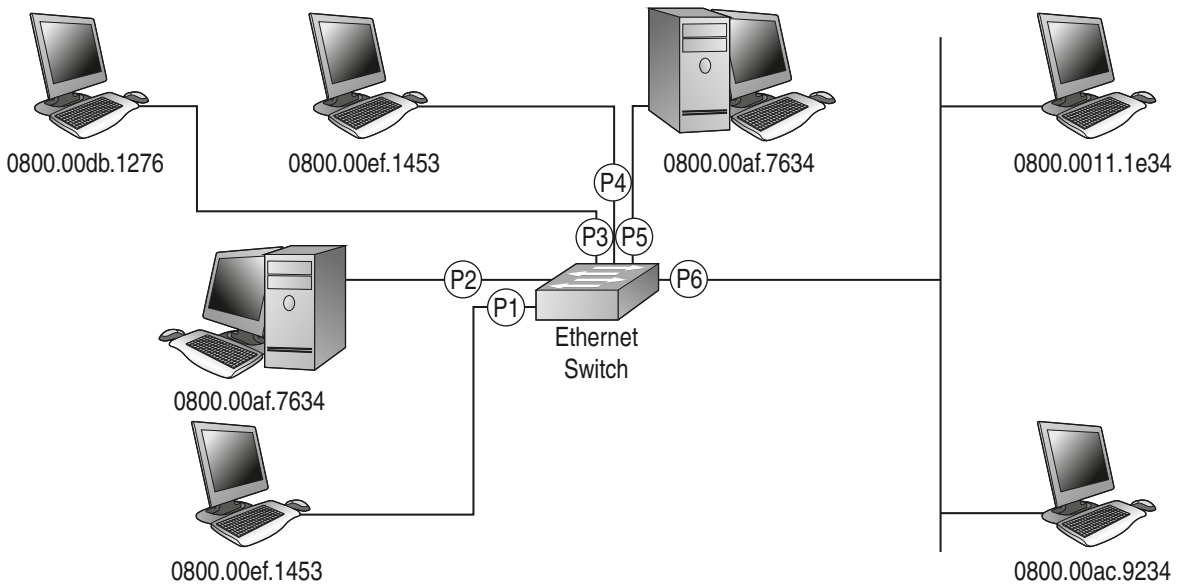 0800.00db.1276
0800.00ef.1453
0800.00af.7634
0800.0011.1e34
P4
P3
P5
P2
P6
P1
Ethernet
Switch
0800.00af.7634
0800.00ef.1453
0800.00ac.9234